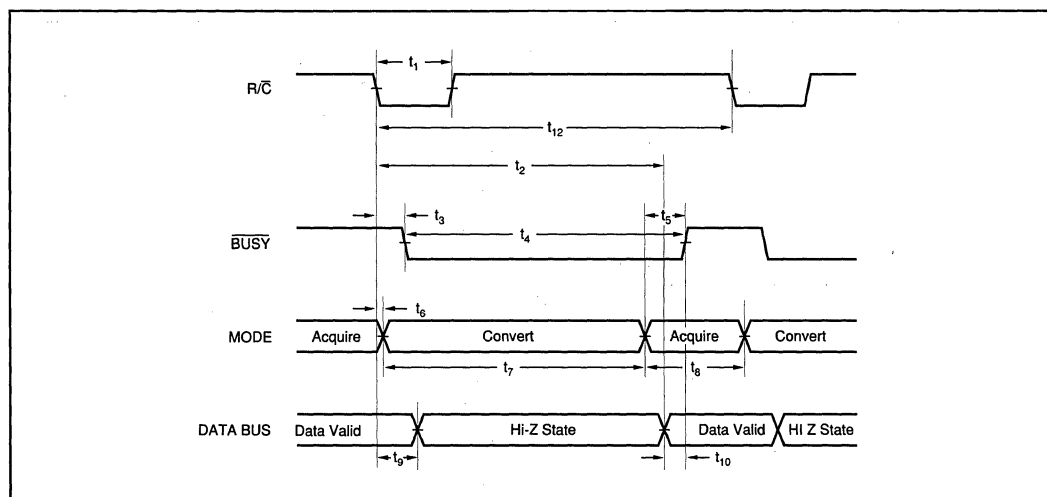 t1
R/C̅
t12
t2
t3
t5
B̅U̅S̅Y̅
t4
t6
MODE
Acquire
Convert
Acquire
Convert
t7
t8
DATA BUS
Data Valid
Hi-Z State
Data Valid
HI Z State
t9
t10